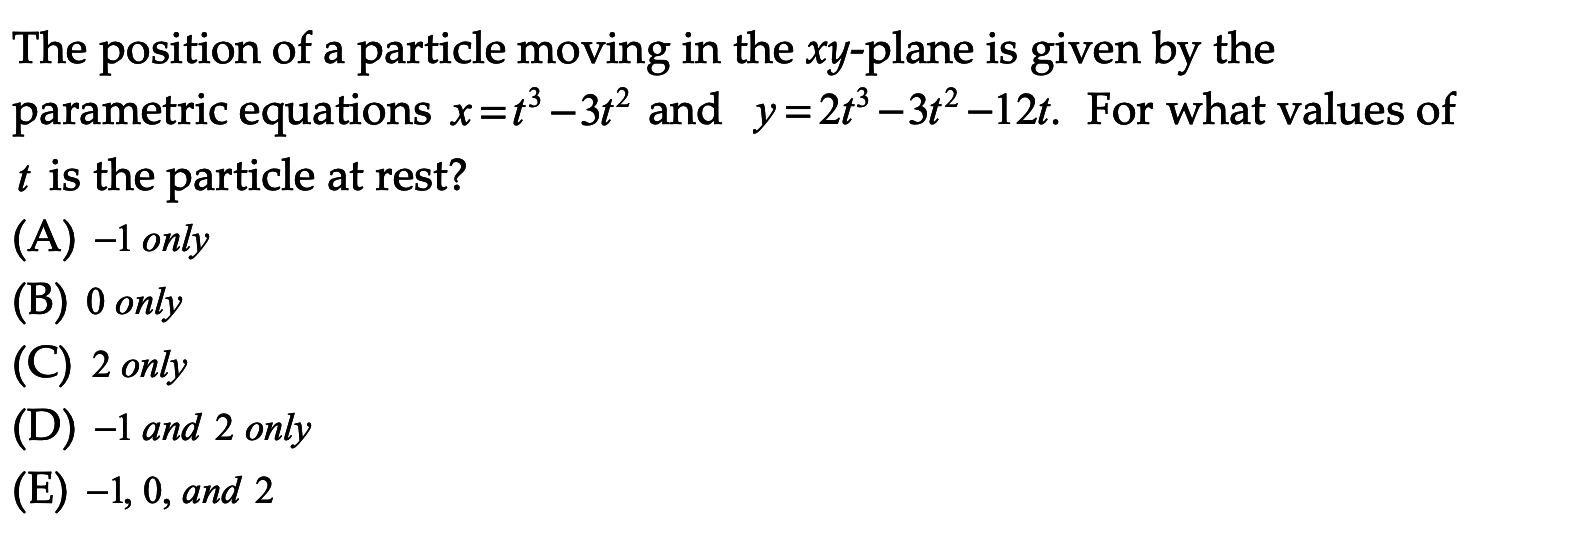 The position of a particle moving in the xy-plane is given by the
parametric equations x=t³–3t² and y=2t³–3t²–12t. For what values of
t is the particle at rest?
(A) –1 only
(B) 0 only
(C) 2 only
(D) –1 and 2 only
(E) –1, 0, and 2